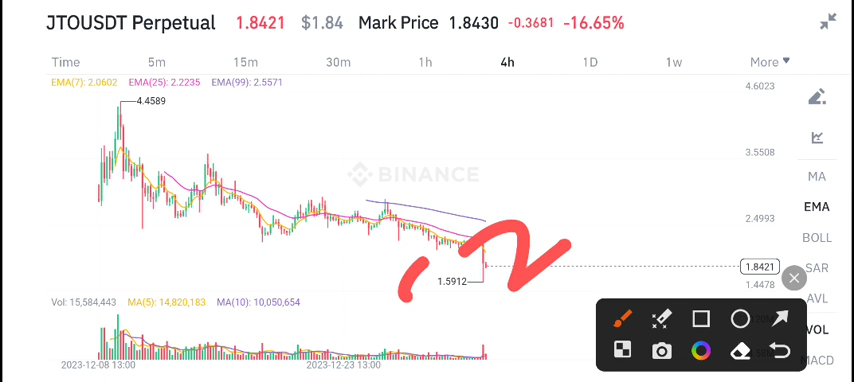 JTOUSDT Perpetual 1.8421 $1.84 Mark Price 1.8430 -0.3681 -16.65%
Time 5m 15m 30m 1h 4h 1D 1w More
EMA(7): 2.0602 EMA(25): 2.2235 EMA(99): 2.5571
4.6023
4.4589
3.5508
BINANCE
MA
EMA
2.4993
BOLL
1.8421
SAR
1.5912
1.4478
AVL
Vol: 15,584,443 MA(5): 14,820,183 MA(10): 10,050,654
VOL
MACD
2023-12-08 13:00 2023-12-23 13:00